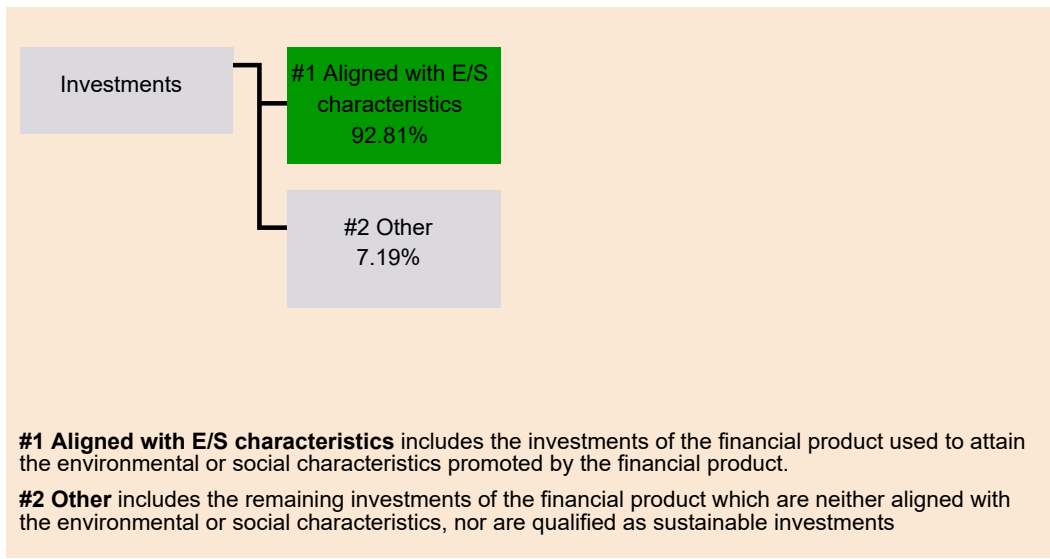 Investments
#1 Aligned with E/S
characteristics
92.81%
#2 Other
7.19%
#1 Aligned with E/S characteristics includes the investments of the financial product used to attain
the environmental or social characteristics promoted by the financial product.
#2 Other includes the remaining investments of the financial product which are neither aligned with
the environmental or social characteristics, nor are qualified as sustainable investments